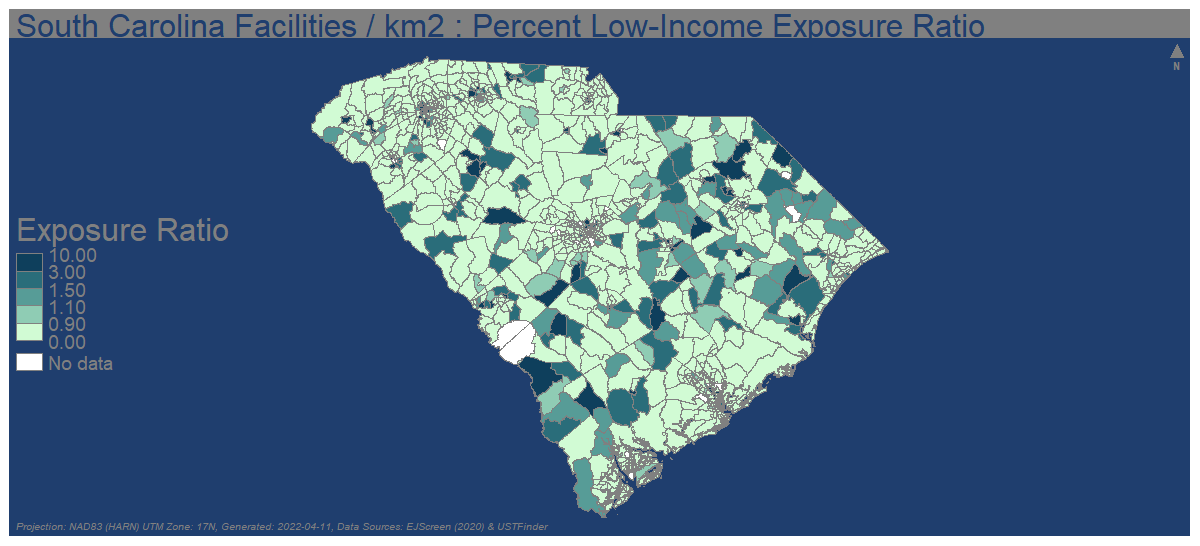 South Carolina Facilities / km2 : Percent Low-Income Exposure Ratio
N
Exposure Ratio
10.00
3.00
1.50
1.10
0.90
0.00
No data
Projection: NAD83 (HARN) UTM Zone: 17N, Generated: 2022-04-11, Data Sources: EJScreen (2020) & USTFinder